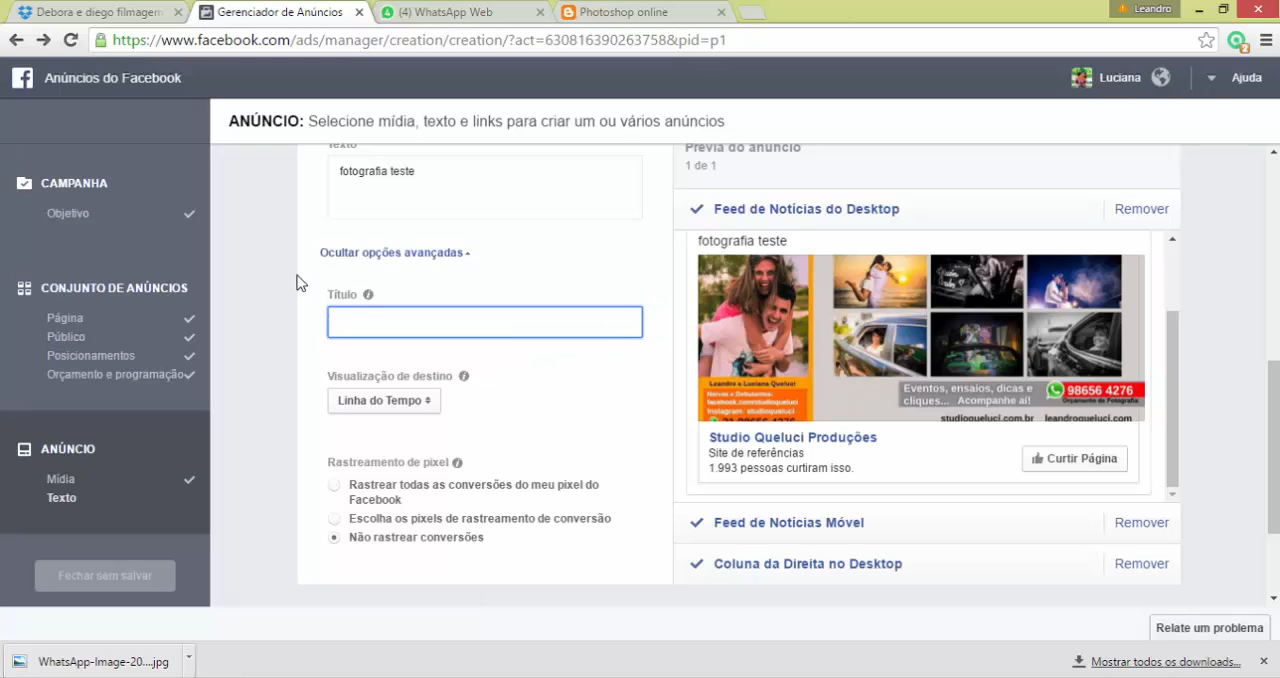 Debora e diego filmagem
Gerenciador de Anúncios
(4) WhatsApp Web
Photoshop online
Leandro
https://www.facebook.com/ads/manager/creation/creation/?act=630816390263758&pid=p1
Anúncios do Facebook
Luciana
Ajuda
ANÚNCIO: Selecione mídia, texto e links para criar um ou vários anúncios
CAMPANHA
Objetivo
CONJUNTO DE ANÚNCIOS
Página
Público
Posicionamentos
Orçamento e programação
ANÚNCIO
Mídia
Texto
Fechar sem salvar
Texto
fotografia teste
Ocultar opções avançadas
Título
Visualização de destino
Linha do Tempo
Rastreamento de pixel
Rastrear todas as conversões do meu pixel do
Facebook
Escolha os pixels de rastreamento de conversão
Não rastrear conversões
Prévia do anúncio
1 de 1
Feed de Notícias do Desktop
Remover
fotografia teste
Leandro e Luciana Queluci
Noivas e Debutantes:
facebook.com/studioqueluci
Instagram: studioqueluci
Eventos, ensaios, dicas e
cliques... Acompanhe aí!
98656 4276
Orçamento de Fotografia
studioqueluci.com.br leandroqueluci.com
Studio Queluci Produções
Site de referências
1.993 pessoas curtiram isso.
Curtir Página
Feed de Notícias Móvel
Remover
Coluna da Direita no Desktop
Remover
Relate um problema
WhatsApp-Image-20....jpg
Mostrar todos os downloads...